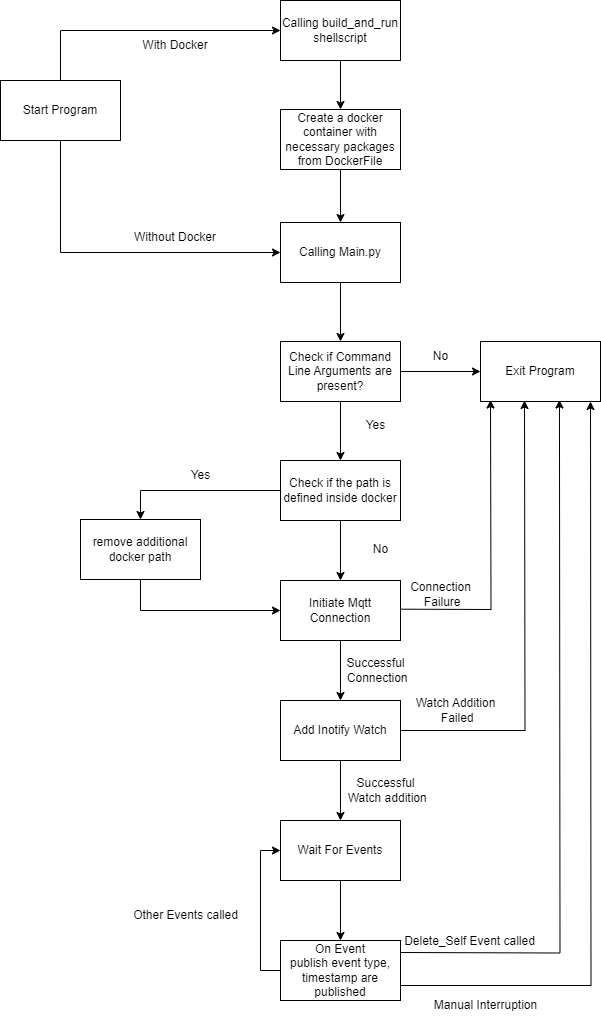 Calling build_and_run
shellscript
With Docker
Start Program
Create a docker
container with
necessary packages
from DockerFile
Without Docker
Calling Main.py
Check if Command
Line Arguments are
present?
No
Exit Program
Yes
Check if the path is
defined inside docker
Yes
remove additional
docker path
No
Initiate Mqtt
Connection
Connection
Failure
Successful
Connection
Add Inotify Watch
Watch Addition
Failed
Successful
Watch addition
Wait For Events
Other Events called
On Event
publish event type,
timestamp are
published
Delete_Self Event called
Manual Interruption